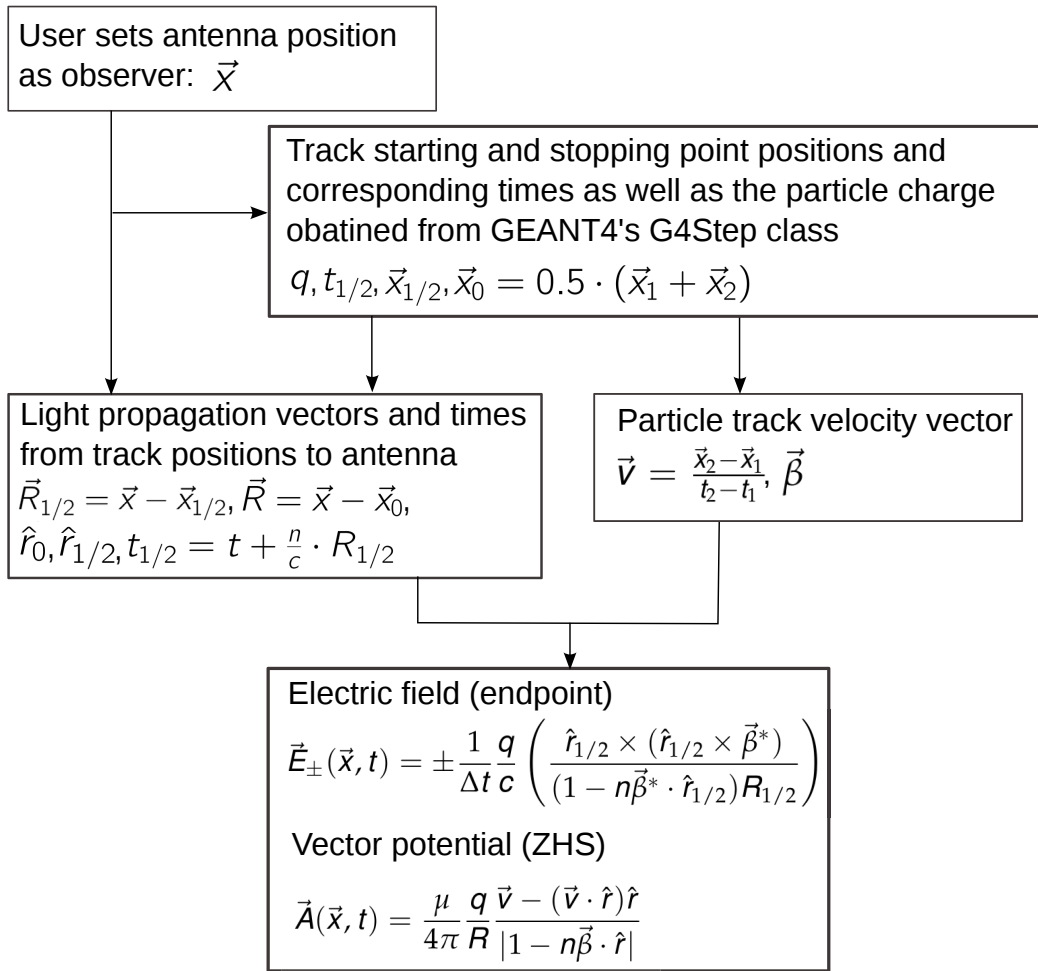 User sets antenna position
as observer: $\vec{x}$
Track starting and stopping point positions and
corresponding times as well as the particle charge
obatined from GEANT4's G4Step class
$q, t_{1/2}, \vec{x}_{1/2}, \vec{x}_0 = 0.5 \cdot (\vec{x}_1 + \vec{x}_2)$
Light propagation vectors and times
from track positions to antenna
$\vec{R}_{1/2} = \vec{x} - \vec{x}_{1/2}, \vec{R} = \vec{x} - \vec{x}_0,$
$\hat{r}_0, \hat{r}_{1/2}, t_{1/2} = t + \frac{n}{c} \cdot R_{1/2}$
Particle track velocity vector
$\vec{v} = \frac{\vec{x}_2 - \vec{x}_1}{t_2 - t_1}, \vec{\beta}$
Electric field (endpoint)
$\vec{E}_{\pm}(\vec{x}, t) = \pm \frac{1}{\Delta t} \frac{q}{c} \left( \frac{\hat{r}_{1/2} \times (\hat{r}_{1/2} \times \vec{\beta}^*)}{(1 - n\vec{\beta}^* \cdot \hat{r}_{1/2}) R_{1/2}} \right)$
Vector potential (ZHS)
$\vec{A}(\vec{x}, t) = \frac{\mu}{4\pi} \frac{q}{R} \frac{\vec{v} - (\vec{v} \cdot \hat{r})\hat{r}}{|1 - n\vec{\beta} \cdot \hat{r}|}$